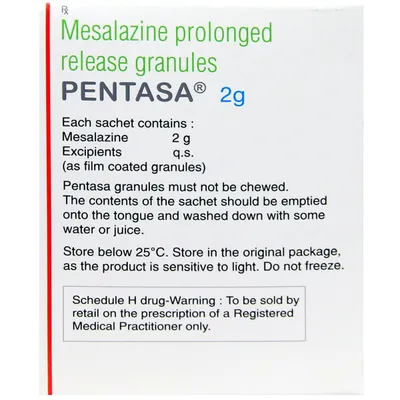 Rx
Mesalazine prolonged
release granules
PENTASA® 2g
Each sachet contains :
Mesalazine 2 g
Excipients q.s.
(as film coated granules)
Pentasa granules must not be chewed.
The contents of the sachet should be emptied
onto the tongue and washed down with some
water or juice.
Store below 25°C. Store in the original package,
as the product is sensitive to light. Do not freeze.
Schedule H drug-Warning : To be sold by
retail on the prescription of a Registered
Medical Practitioner only.